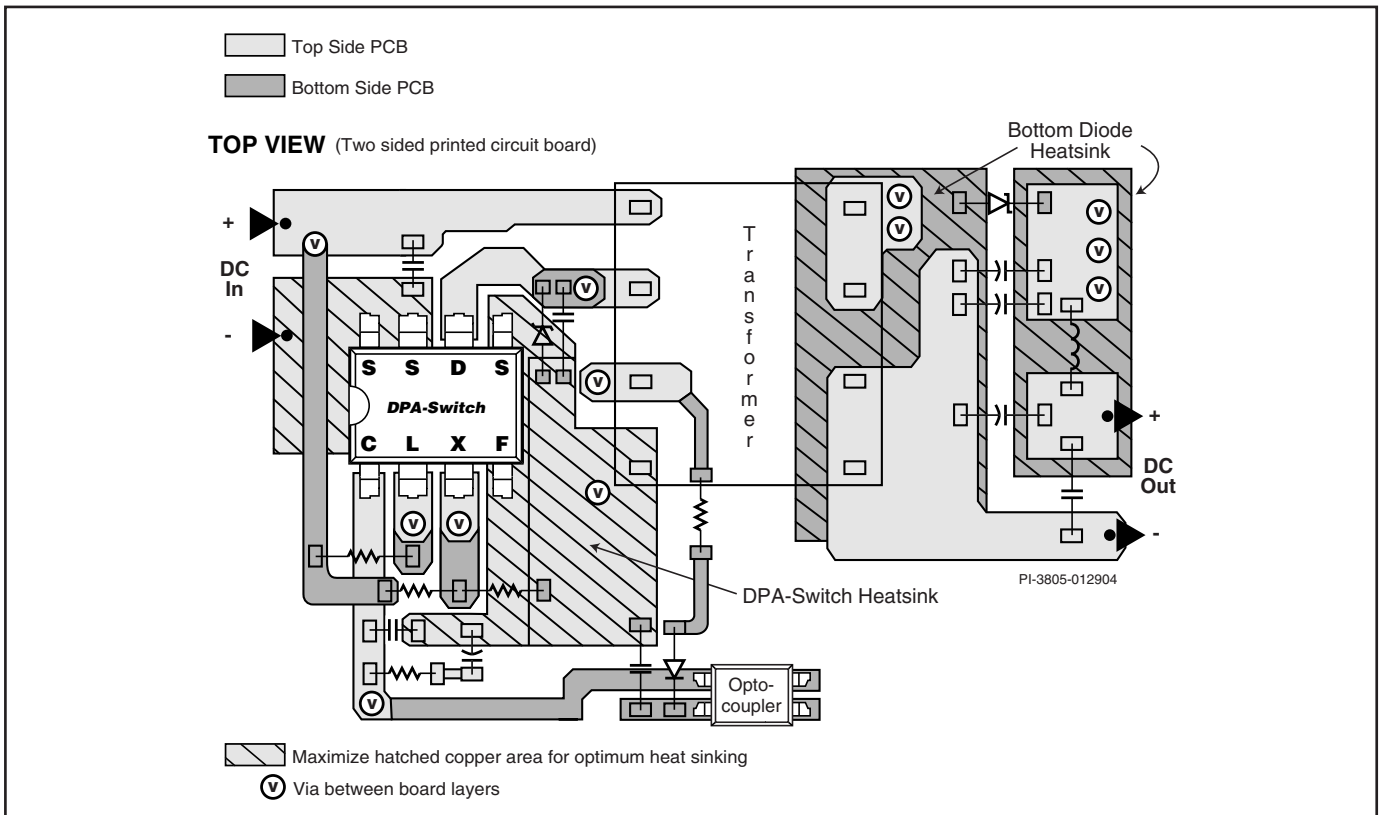 Top Side PCB
Bottom Side PCB
TOP VIEW (Two sided printed circuit board)
Bottom Diode
Heatsink
+
DC
In
-
V
V
V
V
V
V
V
V
V
V
V
V
V
Transformer
S S D S
DPA-Switch
C L X F
+
DC
Out
-
PI-3805-012904
DPA-Switch Heatsink
Opto-
coupler
Maximize hatched copper area for optimum heat sinking
V Via between board layers